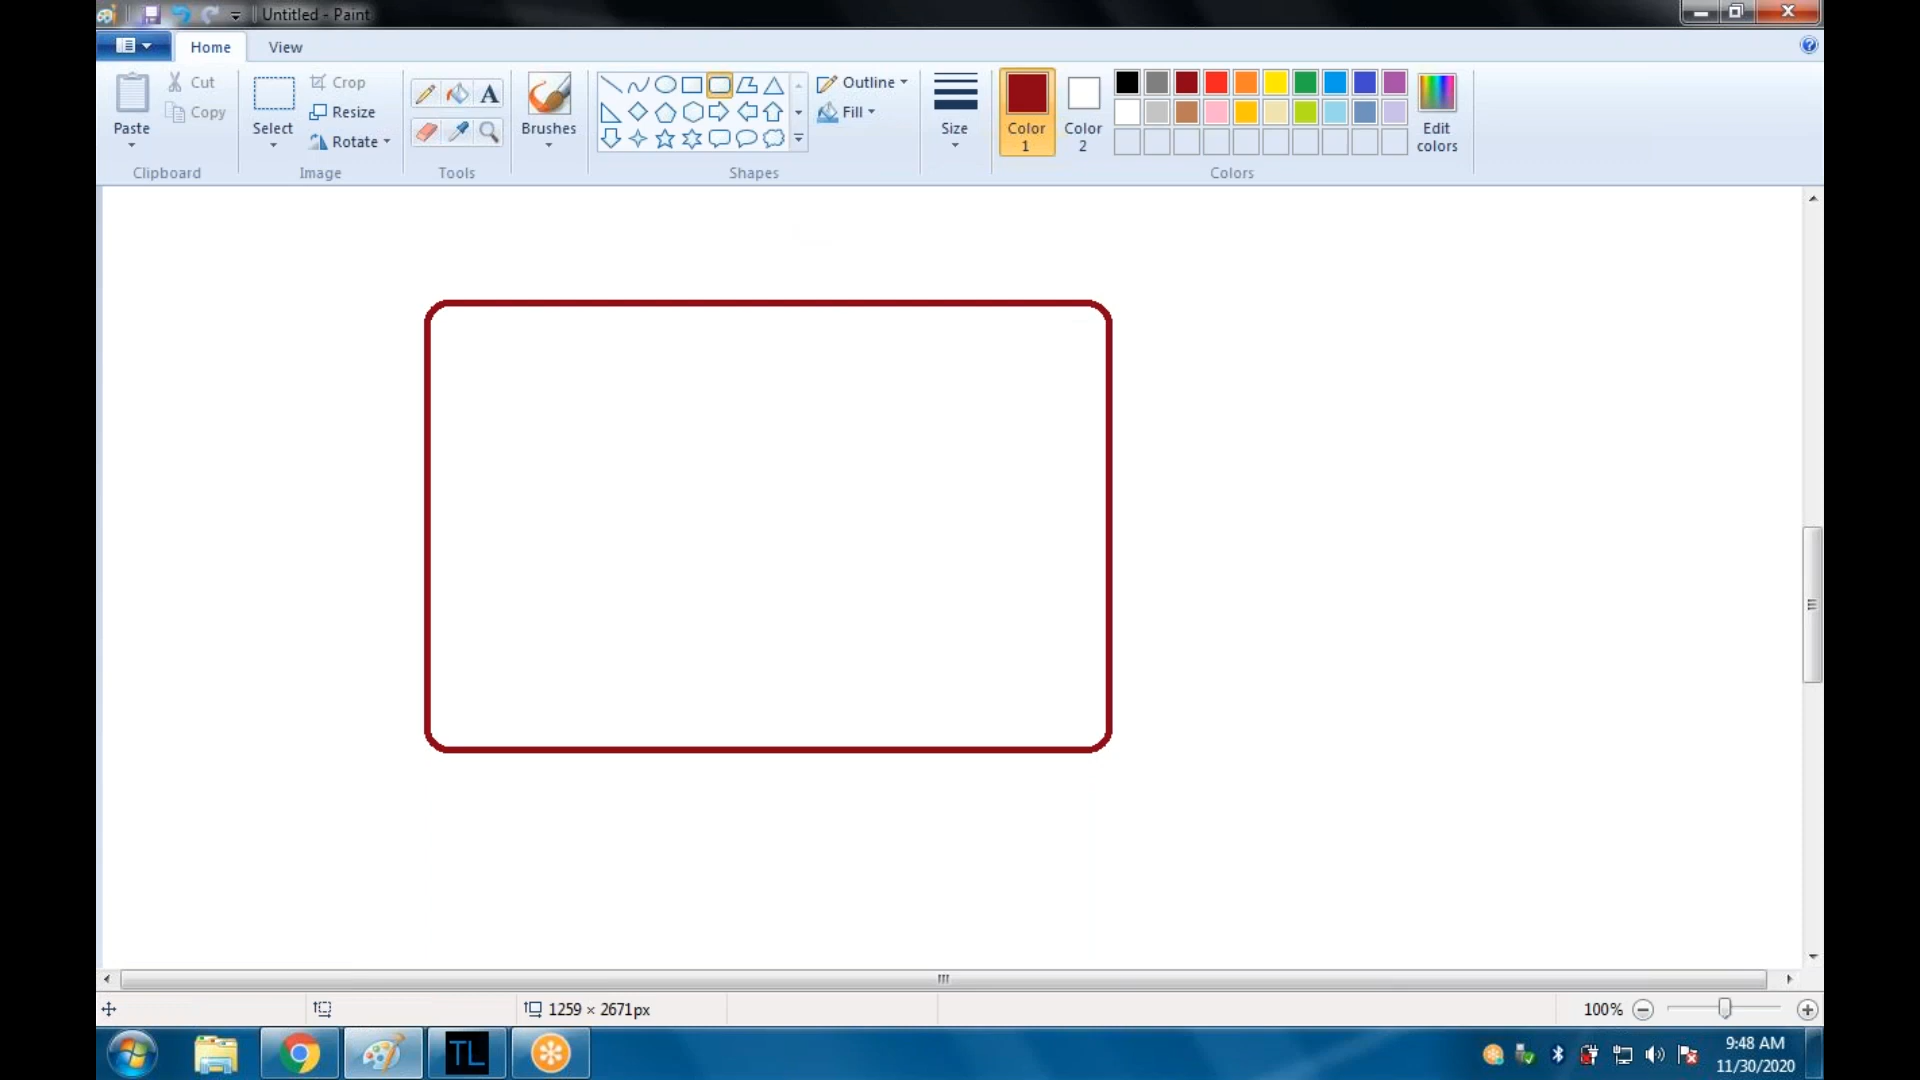 Untitled - Paint
Home View
Paste
Cut
Copy
Clipboard
Select
Crop
Resize
Rotate
Image
A
Tools
Brushes
Shapes
Outline
Fill
Size
Color 1
Color 2
Edit colors
Colors
1259 × 2671px
100%
TL
9:48 AM
11/30/2020